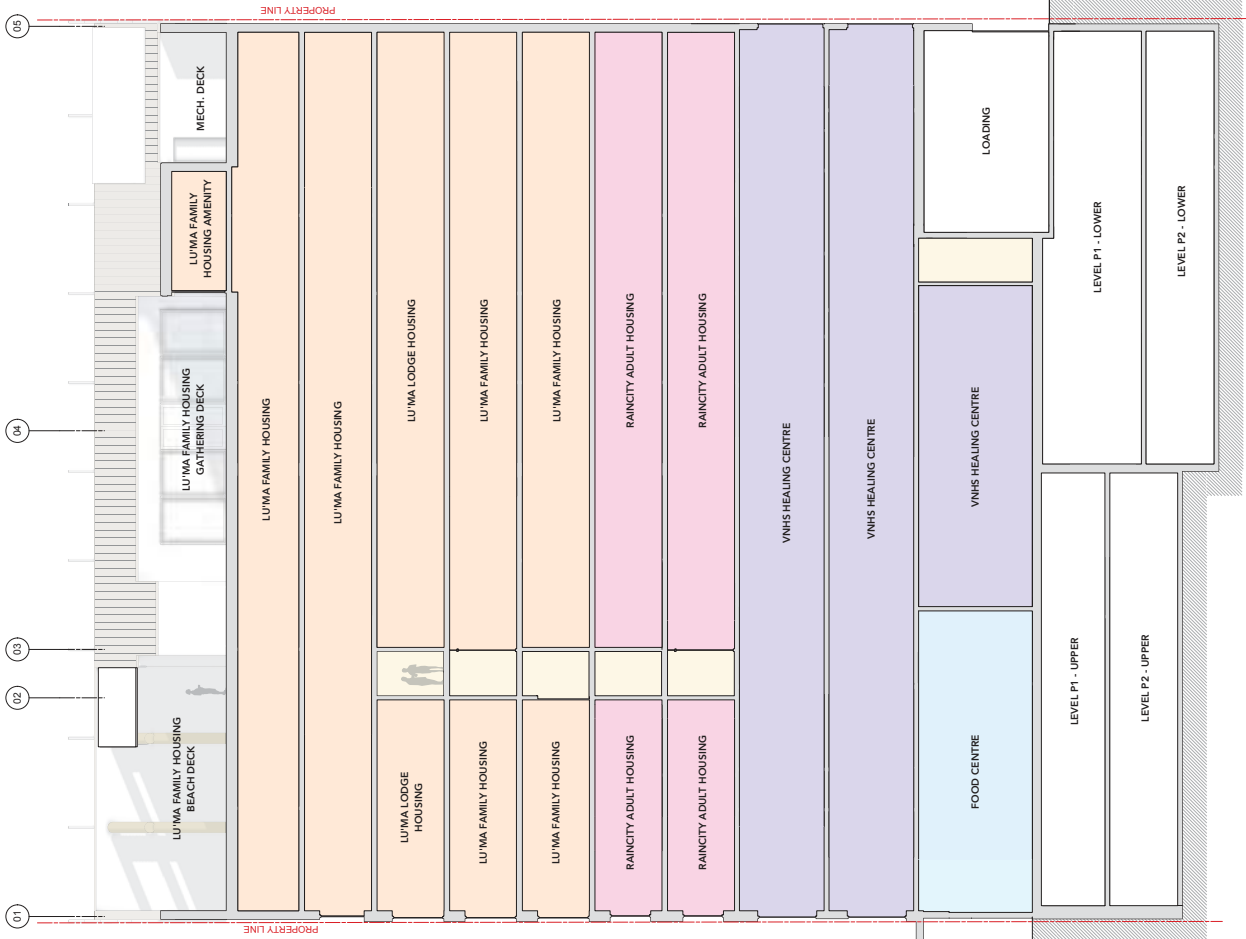 01
02
03
04
05
PROPERTY LINE
PROPERTY LINE
LU'MA FAMILY HOUSING
BEACH DECK
LU'MA FAMILY HOUSING
GATHERING DECK
LU'MA FAMILY
HOUSING AMENITY
MECH. DECK
LU'MA FAMILY HOUSING
LU'MA FAMILY HOUSING
LU'MA LODGE
HOUSING
LU'MA LODGE HOUSING
LU'MA FAMILY HOUSING
LU'MA FAMILY HOUSING
LU'MA FAMILY HOUSING
LU'MA FAMILY HOUSING
RAINCITY ADULT HOUSING
RAINCITY ADULT HOUSING
RAINCITY ADULT HOUSING
RAINCITY ADULT HOUSING
VNHS HEALING CENTRE
VNHS HEALING CENTRE
FOOD CENTRE
VNHS HEALING CENTRE
LOADING
LEVEL P1 - UPPER
LEVEL P1 - LOWER
LEVEL P2 - UPPER
LEVEL P2 - LOWER